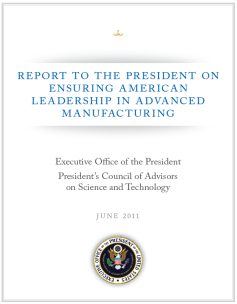 REPORT TO THE PRESIDENT ON
ENSURING AMERICAN
LEADERSHIP IN ADVANCED
MANUFACTURING
Executive Office of the President
President's Council of Advisors
on Science and Technology
JUNE 2011